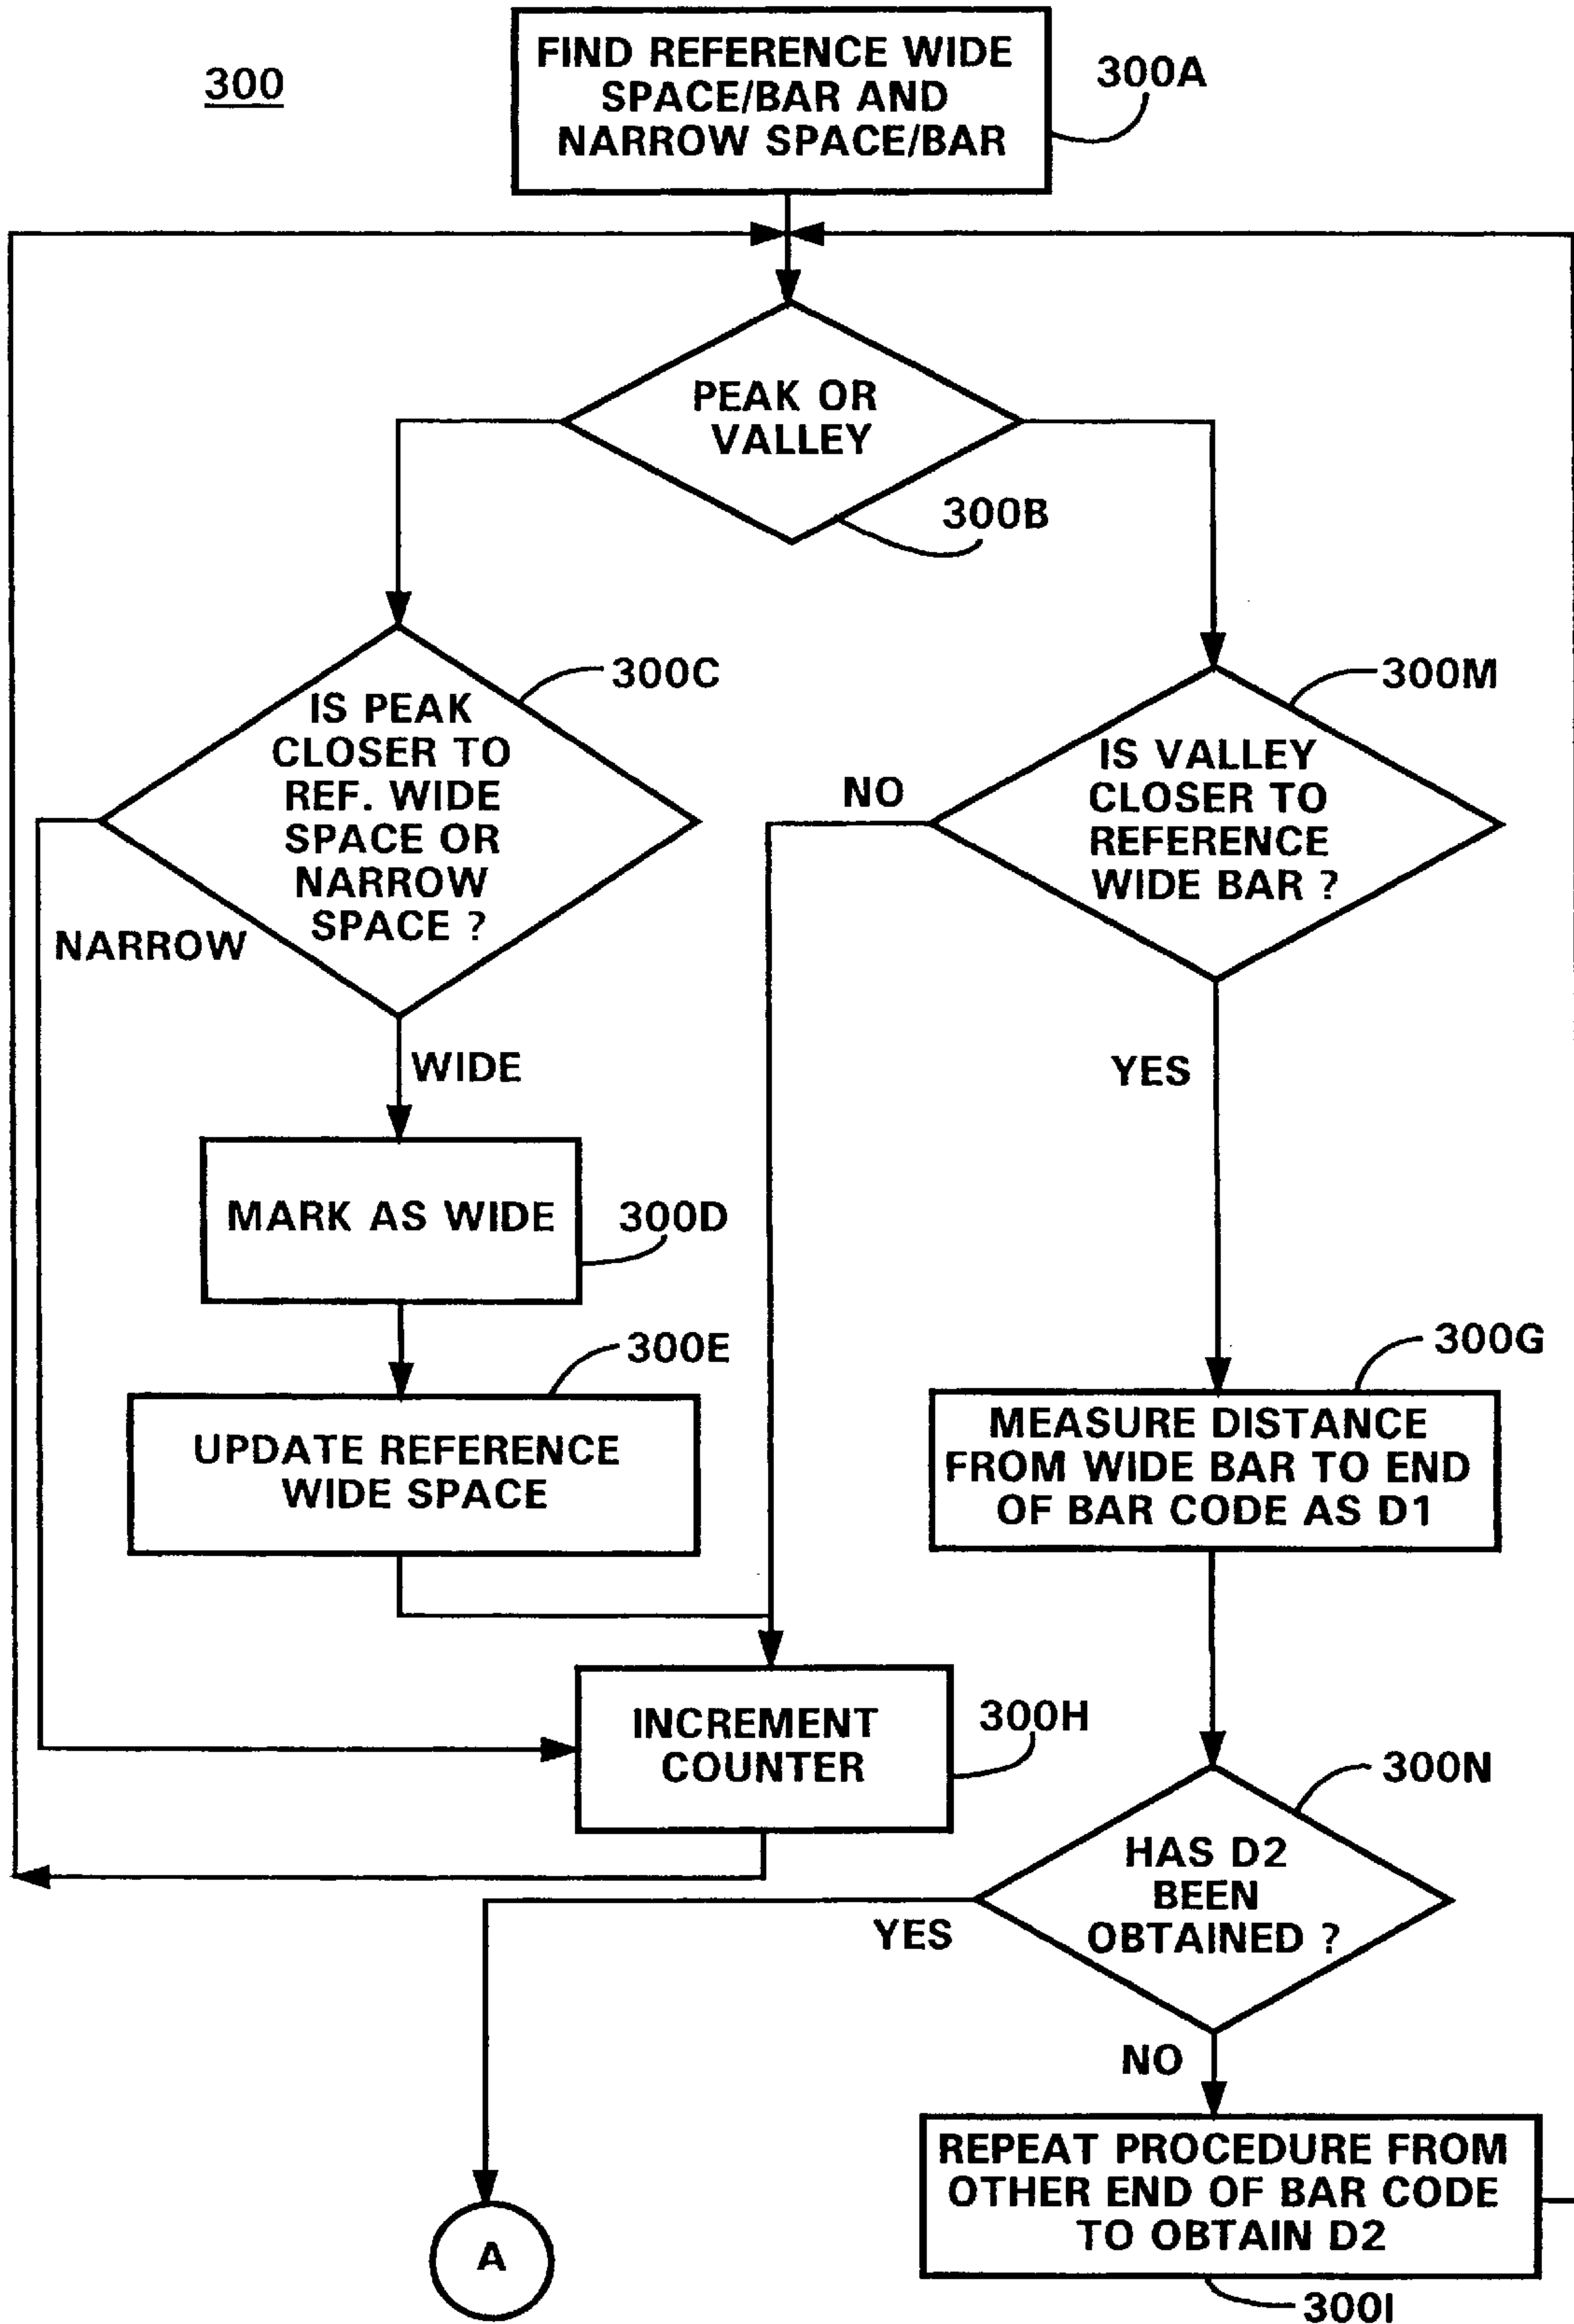 300
FIND REFERENCE WIDE
SPACE/BAR AND
NARROW SPACE/BAR
300A
PEAK OR
VALLEY
300B
IS PEAK
CLOSER TO
REF. WIDE
SPACE OR
NARROW
SPACE ?
300C
NARROW
WIDE
IS VALLEY
CLOSER TO
REFERENCE
WIDE BAR ?
300M
NO
YES
MARK AS WIDE
300D
UPDATE REFERENCE
WIDE SPACE
300E
MEASURE DISTANCE
FROM WIDE BAR TO END
OF BAR CODE AS D1
300G
INCREMENT
COUNTER
300H
HAS D2
BEEN
OBTAINED ?
300N
YES
NO
REPEAT PROCEDURE FROM
OTHER END OF BAR CODE
TO OBTAIN D2
300I
A